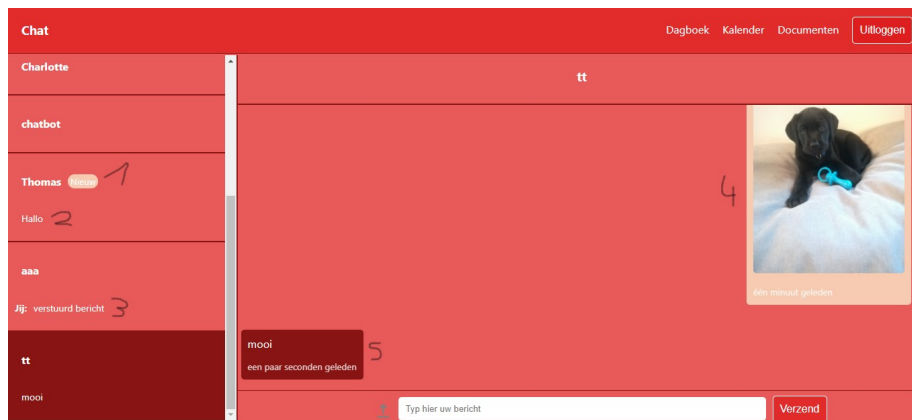 Chat
Dagboek Kalender Documenten Uitloggen
Charlotte
chatbot
Thomas Nieuw 1
Hallo 2
aaa
Jij: verstuurd bericht 3
tt
mooi
tt
4
één minuut geleden
mooi
een paar seconden geleden 5
Typ hier uw bericht Verzend